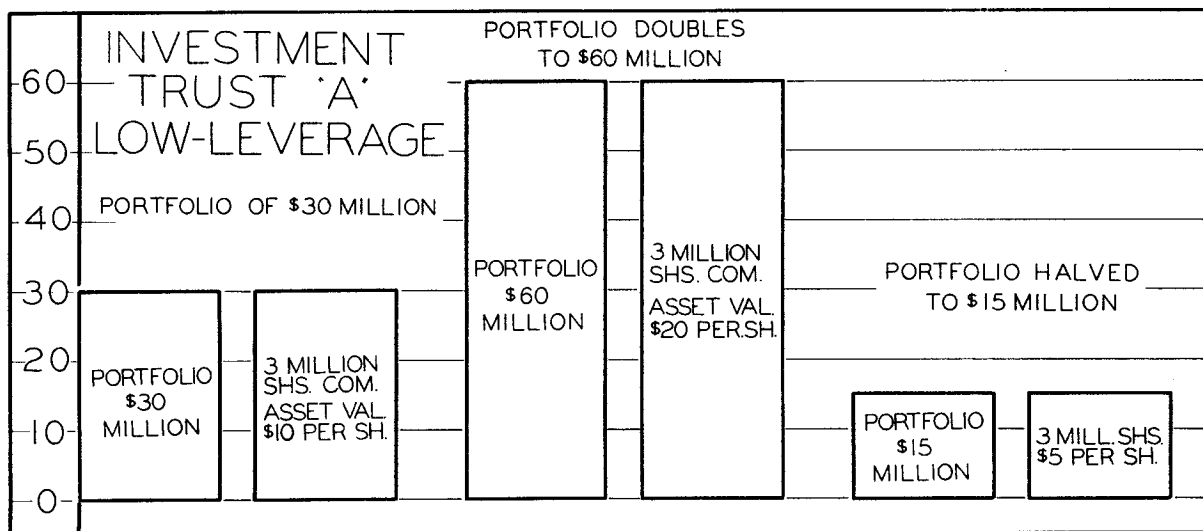 INVESTMENT
TRUST 'A'
LOW-LEVERAGE
PORTFOLIO OF $30 MILLION
PORTFOLIO DOUBLES
TO $60 MILLION
60
50
40
30
20
10
0
PORTFOLIO
$30
MILLION
3 MILLION
SHS. COM.
ASSET VAL.
$10 PER SH.
PORTFOLIO
$60
MILLION
3 MILLION
SHS. COM.
ASSET VAL.
$20 PER.SH.
PORTFOLIO HALVED
TO $15 MILLION
PORTFOLIO
$15
MILLION
3 MILL. SHS.
$5 PER SH.